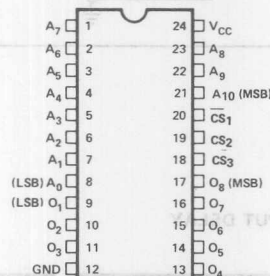 A7 1 24 VCC
A6 2 23 A8
A5 3 22 A9
A4 4 21 A10 (MSB)
A3 5 20 C̅S̅1
A2 6 19 CS2
A1 7 18 CS3
(LSB) A0 8 17 O8 (MSB)
(LSB) O1 9 16 O7
O2 10 15 O6
O3 11 14 O5
GND 12 13 O4